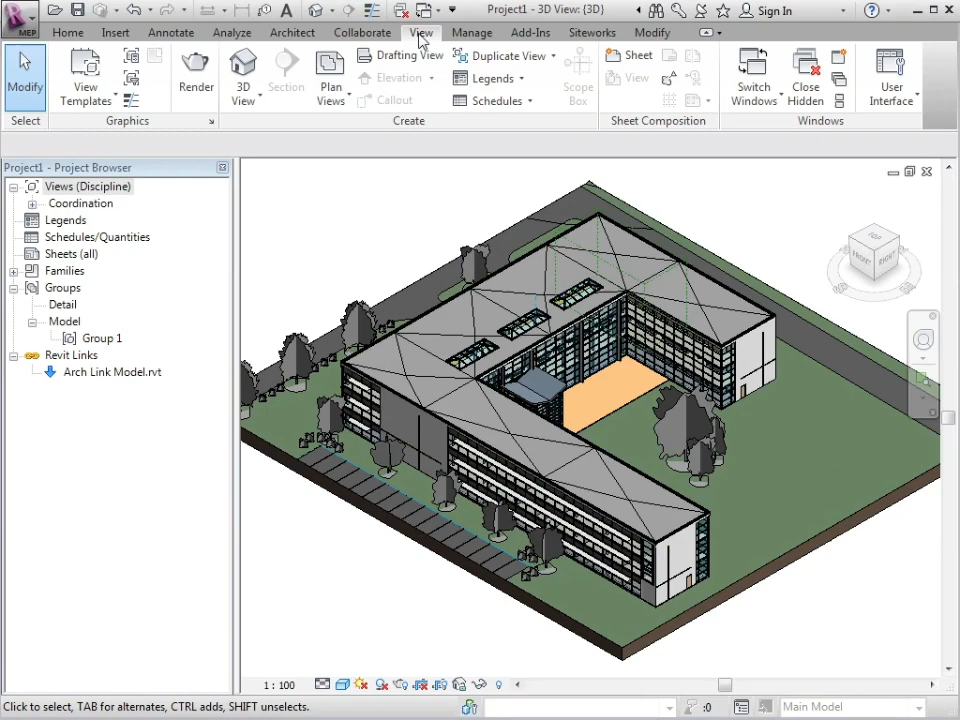 MEP
Project1 - 3D View: {3D}
Sign In
Home Insert Annotate Analyze Architect Collaborate View Manage Add-Ins Siteworks Modify
Modify
View Templates
Render
3D View
Section
Plan Views
Drafting View
Elevation
Callout
Duplicate View
Legends
Schedules
Scope Box
Sheet
View
Switch Windows
Close Hidden
User Interface
Select Graphics Create Sheet Composition Windows
Project1 - Project Browser
Views (Discipline)
Coordination
Legends
Schedules/Quantities
Sheets (all)
Families
Groups
Detail
Model
Group 1
Revit Links
Arch Link Model.rvt
TOP
FRONT
RIGHT
1 : 100
Click to select, TAB for alternates, CTRL adds, SHIFT unselects.
:0
Main Model